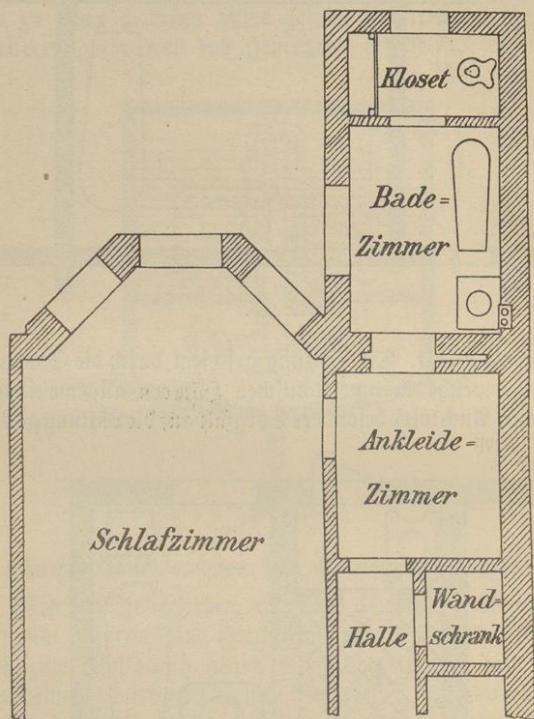 Kloset
Bade=
Zimmer
Ankleide=
Zimmer
Schlafzimmer
Halle
Wand=
schrank